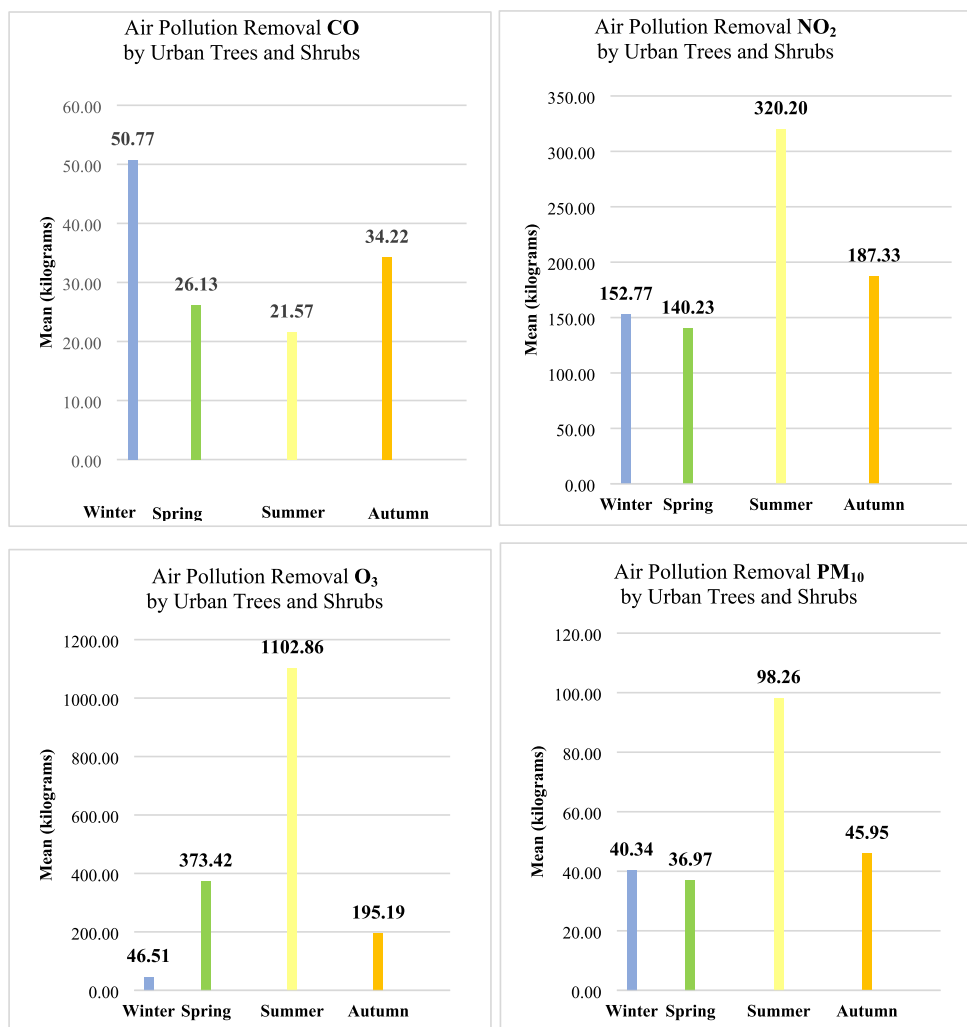 Air Pollution Removal CO
by Urban Trees and Shrubs
60.00
50.00
40.00
30.00
20.00
10.00
0.00
Mean (kilograms)
50.77
26.13
21.57
34.22
Winter Spring Summer Autumn
Air Pollution Removal NO₂
by Urban Trees and Shrubs
350.00
300.00
250.00
200.00
150.00
100.00
50.00
0.00
Mean (kilograms)
152.77
140.23
320.20
187.33
Winter Spring Summer Autumn
Air Pollution Removal O₃
by Urban Trees and Shrubs
1200.00
1000.00
800.00
600.00
400.00
200.00
0.00
Mean (kilograms)
46.51
373.42
1102.86
195.19
Winter Spring Summer Autumn
Air Pollution Removal PM₁₀
by Urban Trees and Shrubs
120.00
100.00
80.00
60.00
40.00
20.00
0.00
Mean (kilograms)
40.34
36.97
98.26
45.95
Winter Spring Summer Autumn